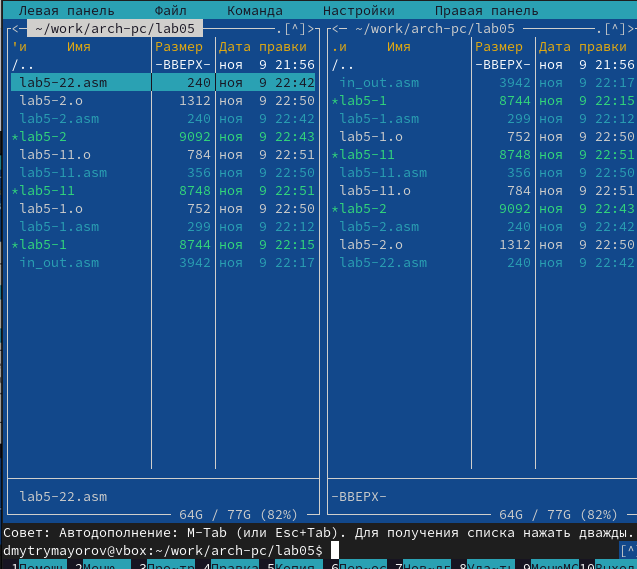 Левая панель Файл Команда Настройки Правая панель
<- ~/work/arch-pc/lab05 .[^]> <- ~/work/arch-pc/lab05 .[^]>
'и Имя Размер Дата правки .и Имя Размер Дата правки
/.. -ВВЕРХ- ноя 9 21:56 /.. -ВВЕРХ- ноя 9 21:56
lab5-22.asm 240 ноя 9 22:42 in_out.asm 3942 ноя 9 22:17
lab5-2.o 1312 ноя 9 22:50 *lab5-1 8744 ноя 9 22:15
lab5-2.asm 240 ноя 9 22:42 lab5-1.asm 299 ноя 9 22:12
*lab5-2 9092 ноя 9 22:43 lab5-1.o 752 ноя 9 22:50
lab5-11.o 784 ноя 9 22:51 *lab5-11 8748 ноя 9 22:51
lab5-11.asm 356 ноя 9 22:50 lab5-11.asm 356 ноя 9 22:50
*lab5-11 8748 ноя 9 22:51 lab5-11.o 784 ноя 9 22:51
lab5-1.o 752 ноя 9 22:50 *lab5-2 9092 ноя 9 22:43
lab5-1.asm 299 ноя 9 22:12 lab5-2.asm 240 ноя 9 22:42
*lab5-1 8744 ноя 9 22:15 lab5-2.o 1312 ноя 9 22:50
in_out.asm 3942 ноя 9 22:17 lab5-22.asm 240 ноя 9 22:42
lab5-22.asm -ВВЕРХ-
64G / 77G (82%) 64G / 77G (82%)
Совет: Автодополнение: M-Tab (или Esc+Tab). Для получения списка нажать дважды.
dmytrymayorov@vbox:~/work/arch-pc/lab05$ [^
1Помощь 2Меню 3Про~тр 4Правка 5Копия 6Пер~ос 7Нов~лг 8Уда~ть 9МенюMC 10Выход